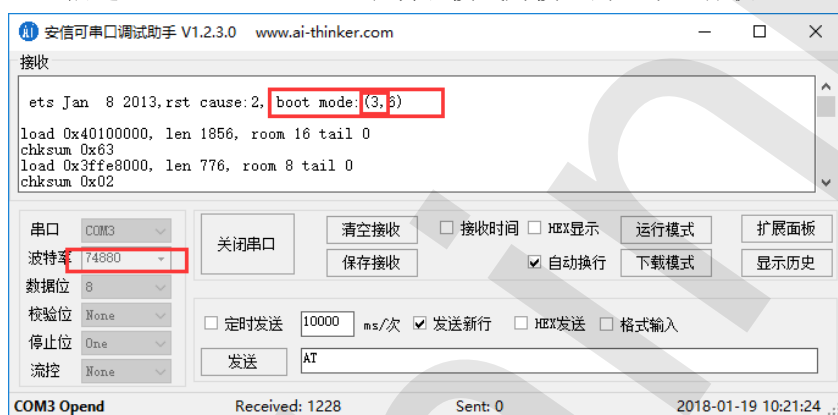 安信可串口调试助手 V1.2.3.0 www.ai-thinker.com
接收
ets Jan 8 2013,rst cause:2, boot mode:(3,6)
load 0x40100000, len 1856, room 16 tail 0
chksum 0x63
load 0x3ffe8000, len 776, room 8 tail 0
chksum 0x02
串口 COM3
波特率 74880
数据位 8
校验位 None
停止位 One
流控 None
关闭串口
清空接收 接收时间 HEX显示 运行模式 扩展面板
保存接收 自动换行 下载模式 显示历史
定时发送 10000 ms/次 发送新行 HEX发送 格式输入
发送 AT
COM3 Opend Received: 1228 Sent: 0 2018-01-19 10:21:24